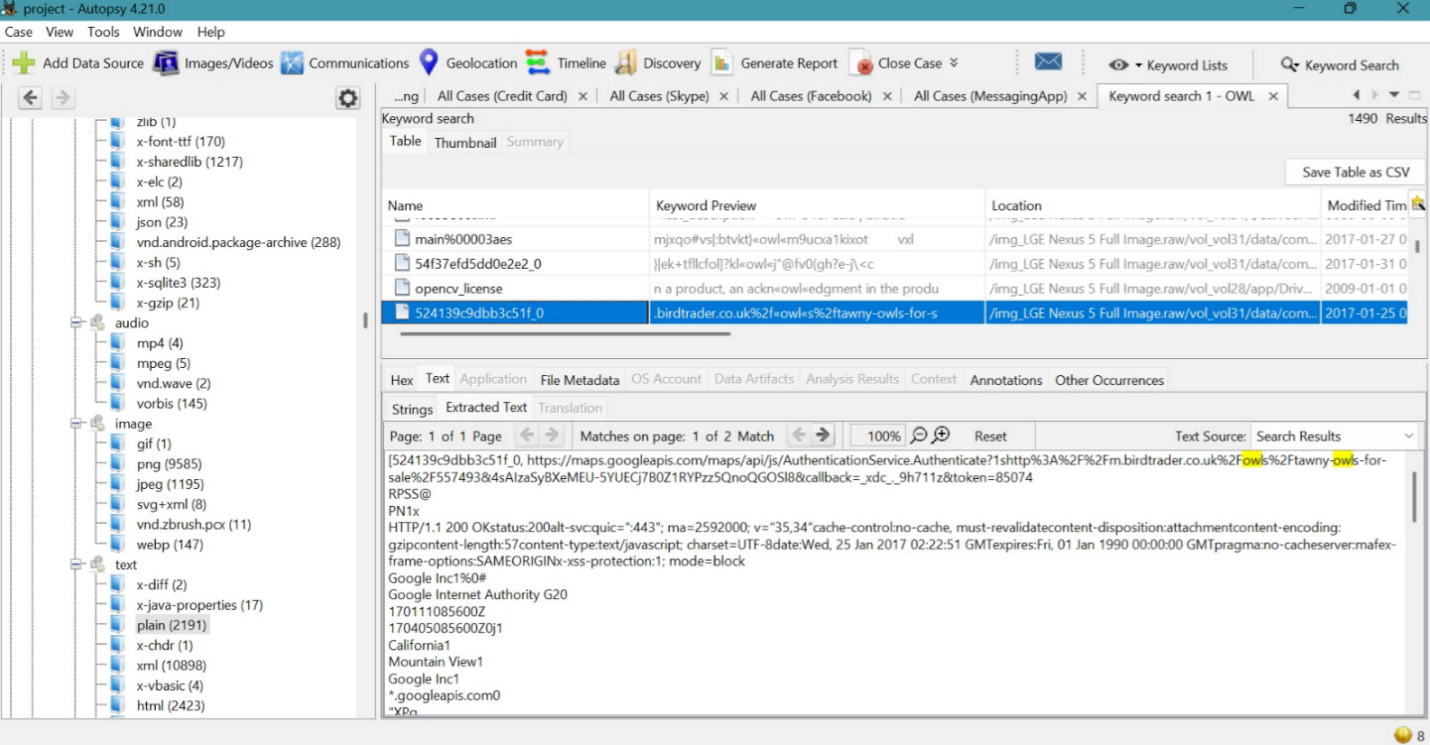 project - Autopsy 4.21.0
Case View Tools Window Help
Add Data Source Images/Videos Communications Geolocation Timeline Discovery Generate Report Close Case Keyword Lists Keyword Search
...ng All Cases (Credit Card) × All Cases (Skype) × All Cases (Facebook) × All Cases (MessagingApp) × Keyword search 1 - OWL ×
zlib (1)
x-font-ttf (170)
x-sharedlib (1217)
x-elc (2)
xml (58)
json (23)
vnd.android.package-archive (288)
x-sh (5)
x-sqlite3 (323)
x-gzip (21)
audio
mp4 (4)
mpeg (5)
vnd.wave (2)
vorbis (145)
image
gif (1)
png (9585)
jpeg (1195)
svg+xml (8)
vnd.zbrush.pcx (11)
webp (147)
text
x-diff (2)
x-java-properties (17)
plain (2191)
x-chdr (1)
xml (10898)
x-vbasic (4)
html (2423)
Keyword search 1490 Results
Table Thumbnail Summary
Save Table as CSV
Name Keyword Preview Location Modified Tim
main%00003aes mjxqo#vs|:btvkt}«owl«m9ucxa1kixot vxl /img_LGE Nexus 5 Full Image.raw/vol_vol31/data/com... 2017-01-27 0
54f37efd5dd0e2e2_0 }|ek+tfllcfol]?kl«owl«j"@fv0(gh?e-j\<c /img_LGE Nexus 5 Full Image.raw/vol_vol31/data/com... 2017-01-31 0
opencv_license n a product, an ackn«owl«edgment in the produ /img_LGE Nexus 5 Full Image.raw/vol_vol28/app/Driv... 2009-01-01 0
524139c9dbb3c51f_0 .birdtrader.co.uk%2f«owl«s%2ftawny-owls-for-s /img_LGE Nexus 5 Full Image.raw/vol_vol31/data/com... 2017-01-25 0
Hex Text Application File Metadata OS Account Data Artifacts Analysis Results Context Annotations Other Occurrences
Strings Extracted Text Translation
Page: 1 of 1 Page Matches on page: 1 of 2 Match 100% Reset Text Source: Search Results
[524139c9dbb3c51f_0, https://maps.googleapis.com/maps/api/js/AuthenticationService.Authenticate?1shttp%3A%2F%2Fm.birdtrader.co.uk%2Fowls%2Ftawny-owls-for-
sale%2F557493&4sAIzaSyBXeMEU-5YUECj7B0Z1RYPzz5QnoQGOSl8&callback=_xdc_._9h711z&token=85074
RPSS@
PN1x
HTTP/1.1 200 OKstatus:200alt-svc:quic=":443"; ma=2592000; v="35,34"cache-control:no-cache, must-revalidatecontent-disposition:attachmentcontent-encoding:
gzipcontent-length:57content-type:text/javascript; charset=UTF-8date:Wed, 25 Jan 2017 02:22:51 GMTexpires:Fri, 01 Jan 1990 00:00:00 GMTpragma:no-cacheserver:mafex-
frame-options:SAMEORIGINx-xss-protection:1; mode=block
Google Inc1%0#
Google Internet Authority G20
170111085600Z
170405085600Z0j1
California1
Mountain View1
Google Inc1
*.googleapis.com0
"XPq
8